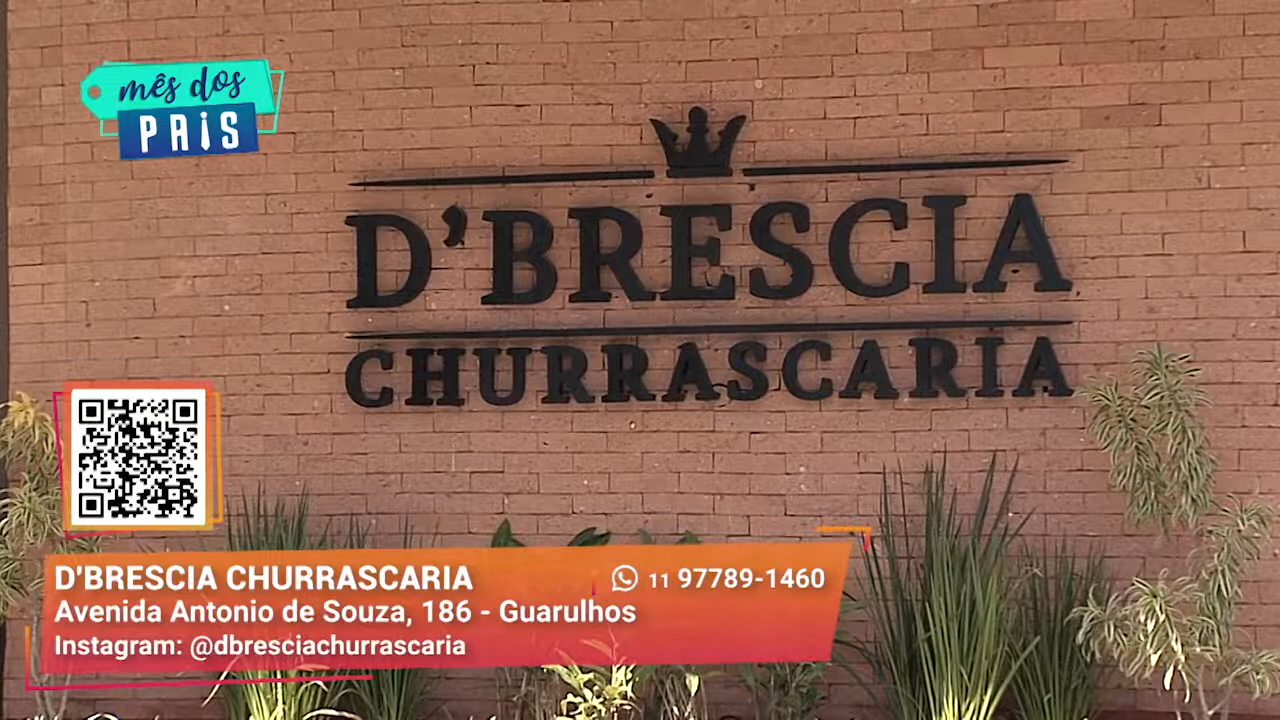 mês dos
PAiS
D'BRESCIA
CHURRASCARIA
D'BRESCIA CHURRASCARIA
11 97789-1460
Avenida Antonio de Souza, 186 - Guarulhos
Instagram: @dbresciachurrascaria